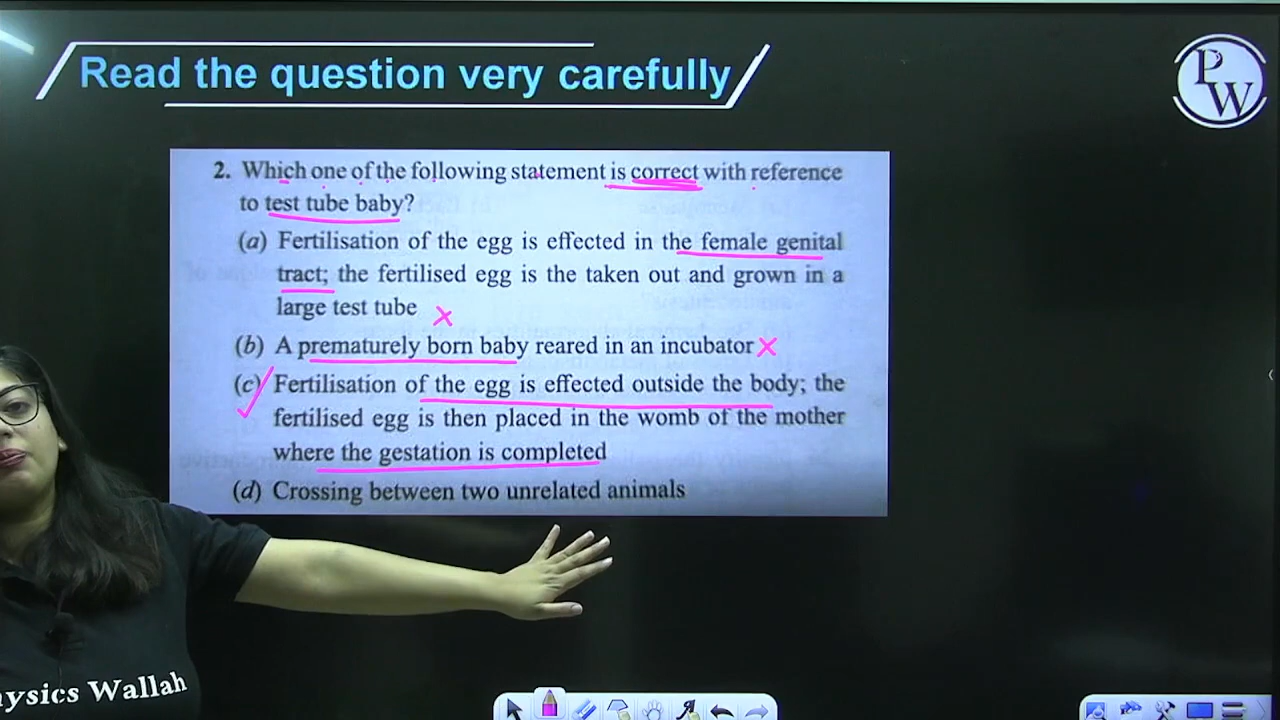 Read the question very carefully
PW
2. Which one of the following statement is correct with reference
to test tube baby?
(a) Fertilisation of the egg is effected in the female genital
tract; the fertilised egg is the taken out and grown in a
large test tube
(b) A prematurely born baby reared in an incubator
(c) Fertilisation of the egg is effected outside the body; the
fertilised egg is then placed in the womb of the mother
where the gestation is completed
(d) Crossing between two unrelated animals
ysics Wallah